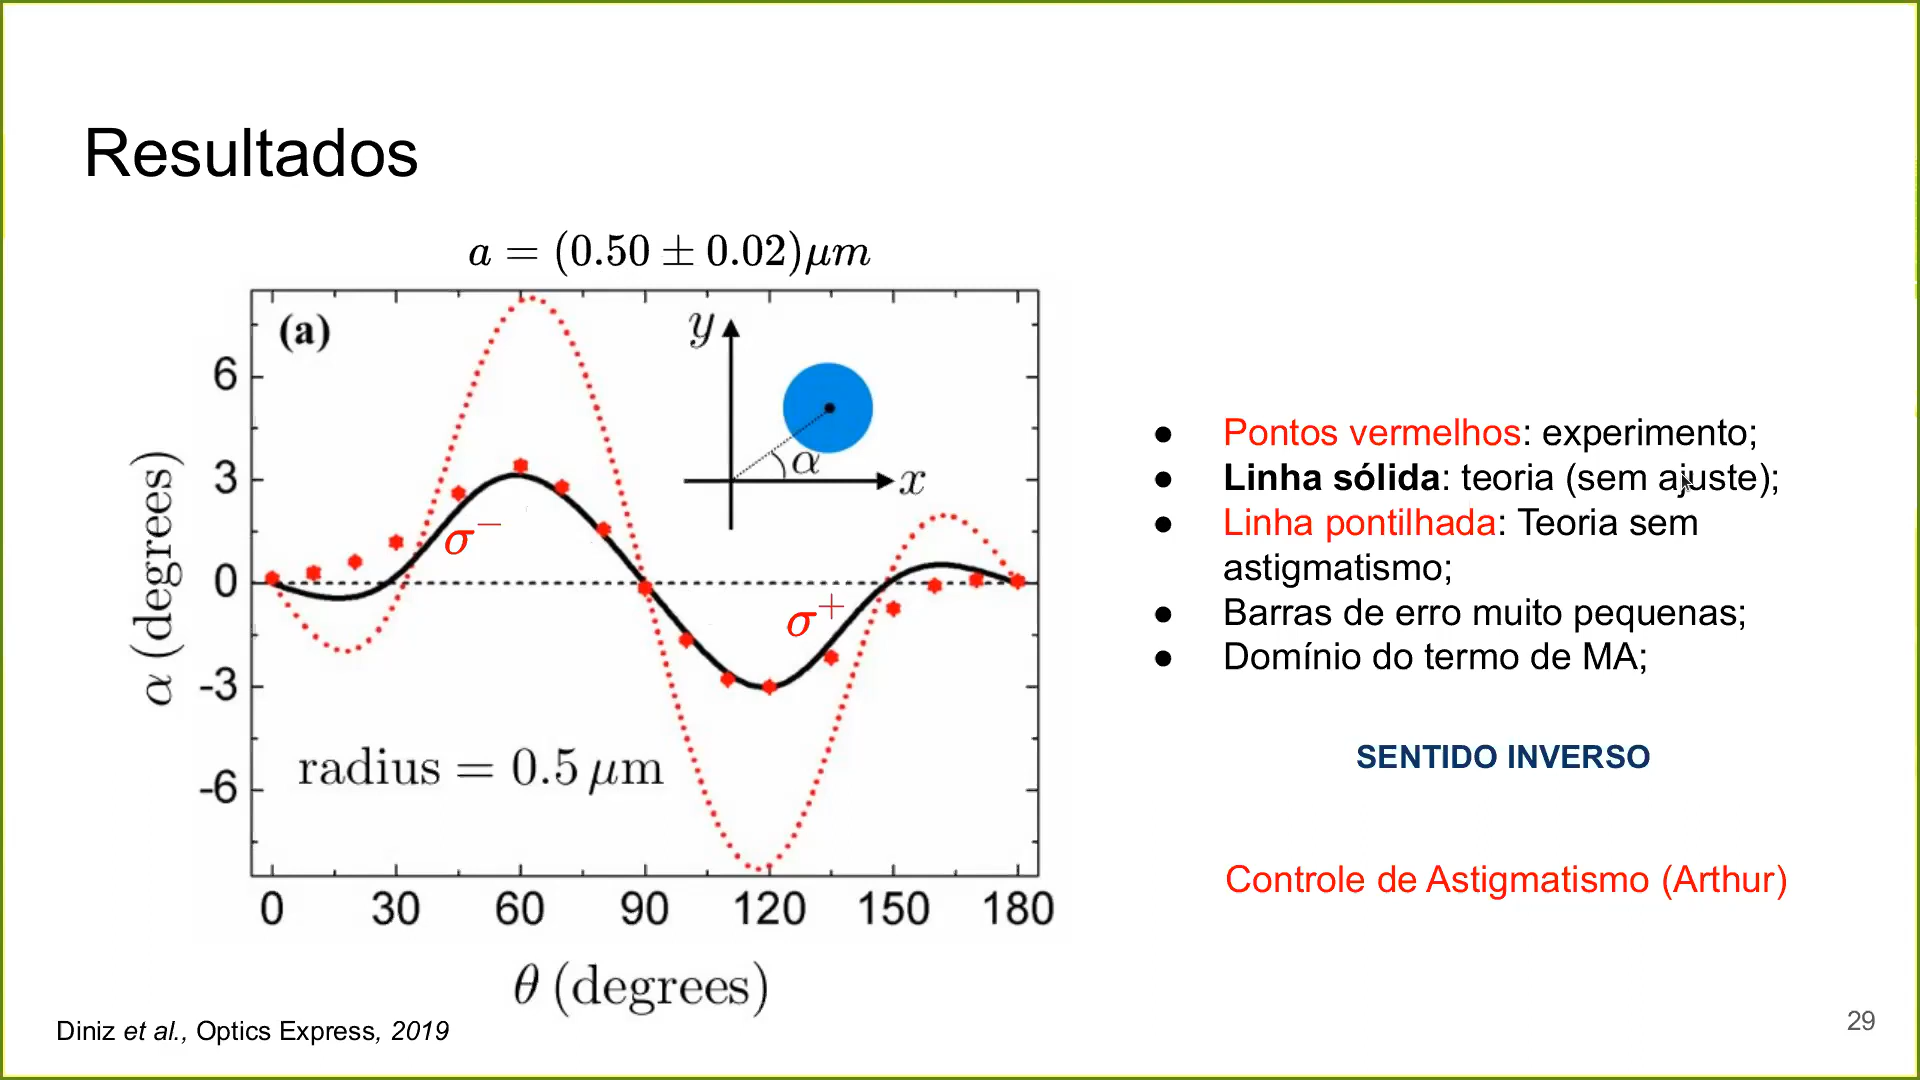 Resultados
a = (0.50 ± 0.02)μm
(a)
y
α
x
6
3
0
-3
-6
α (degrees)
σ⁻
σ⁺
radius = 0.5 μm
0 30 60 90 120 150 180
θ (degrees)
● Pontos vermelhos: experimento;
● Linha sólida: teoria (sem ajuste);
● Linha pontilhada: Teoria sem
astigmatismo;
● Barras de erro muito pequenas;
● Domínio do termo de MA;
SENTIDO INVERSO
Controle de Astigmatismo (Arthur)
Diniz et al., Optics Express, 2019
29